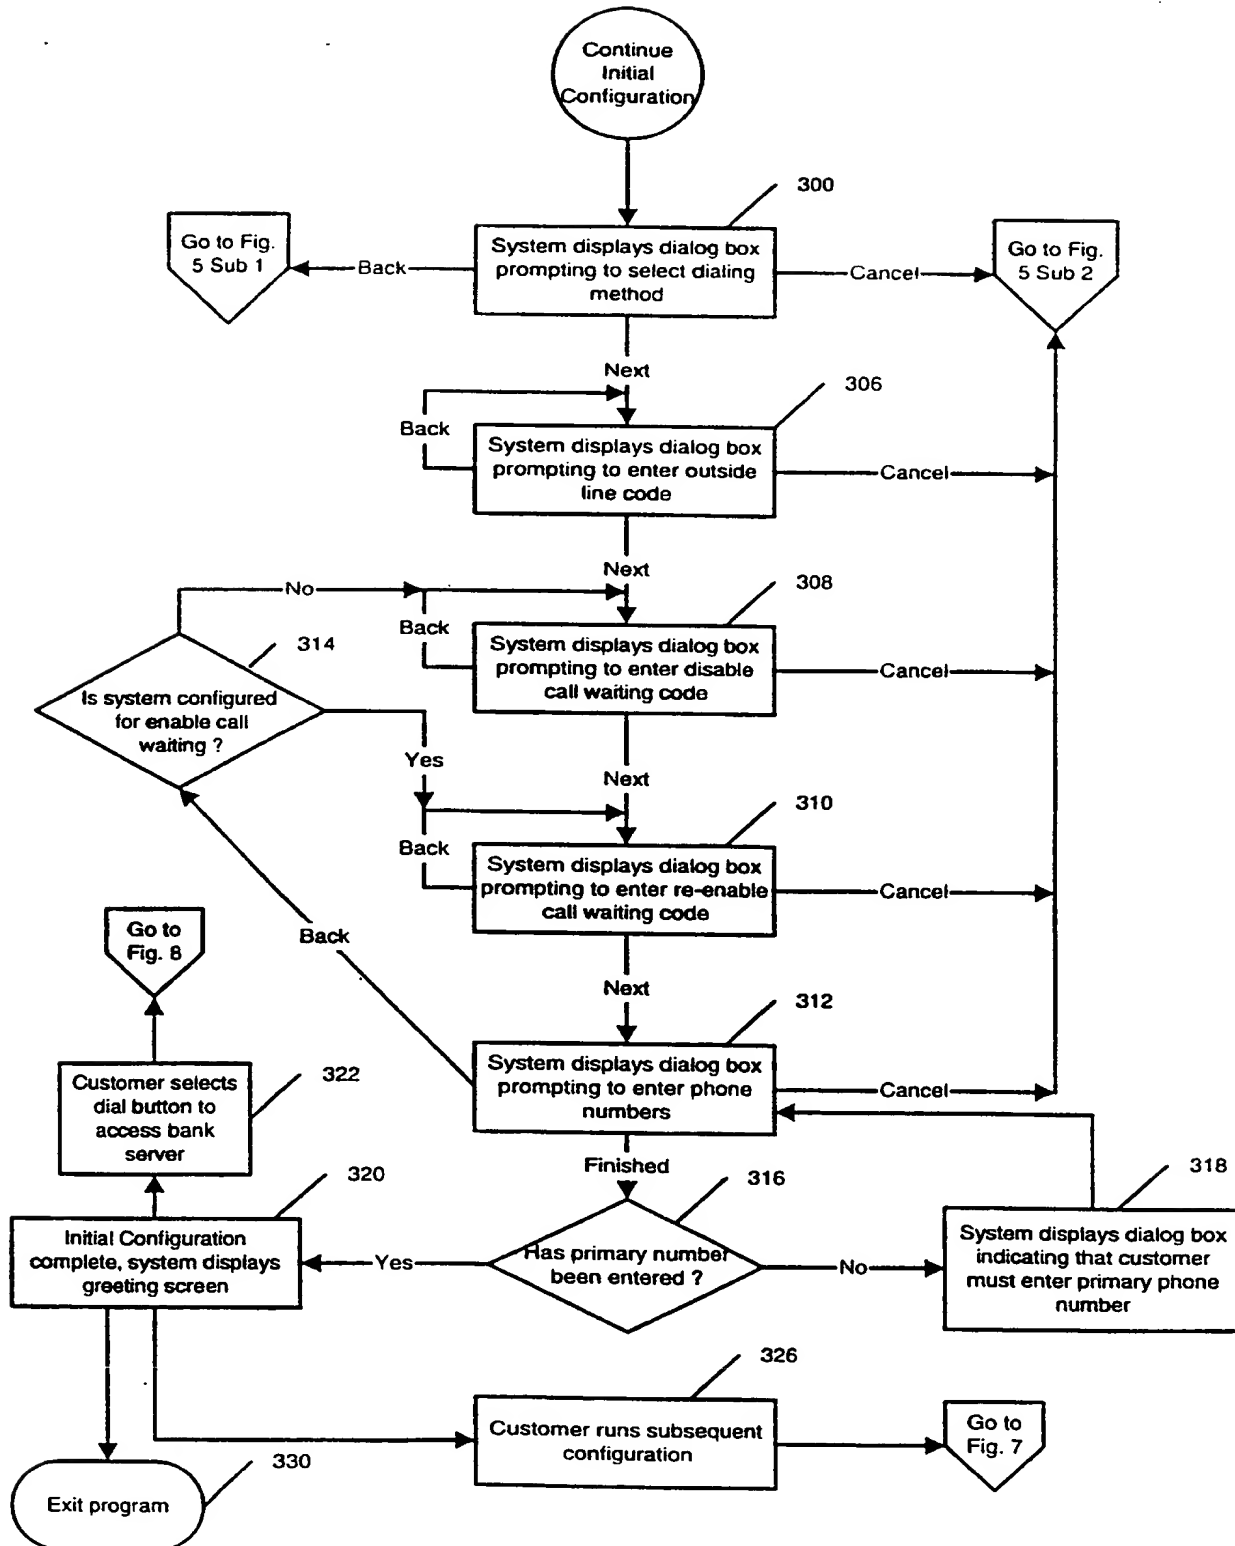 Continue
Initial
Configuration
300
Go to Fig.
5 Sub 1
Back
System displays dialog box
prompting to select dialing
method
Cancel
Go to Fig.
5 Sub 2
Next
306
Back
System displays dialog box
prompting to enter outside
line code
Cancel
Next
No
308
Back
System displays dialog box
prompting to enter disable
call waiting code
Cancel
314
Is system configured
for enable call
waiting ?
Yes
Next
310
Back
System displays dialog box
prompting to enter re-enable
call waiting code
Cancel
Go to
Fig. 8
Back
Next
312
System displays dialog box
prompting to enter phone
numbers
Cancel
322
Customer selects
dial button to
access bank
server
Finished
316
318
320
Initial Configuration
complete, system displays
greeting screen
Yes
Has primary number
been entered ?
No
System displays dialog box
indicating that customer
must enter primary phone
number
326
Customer runs subsequent
configuration
Go to
Fig. 7
330
Exit program